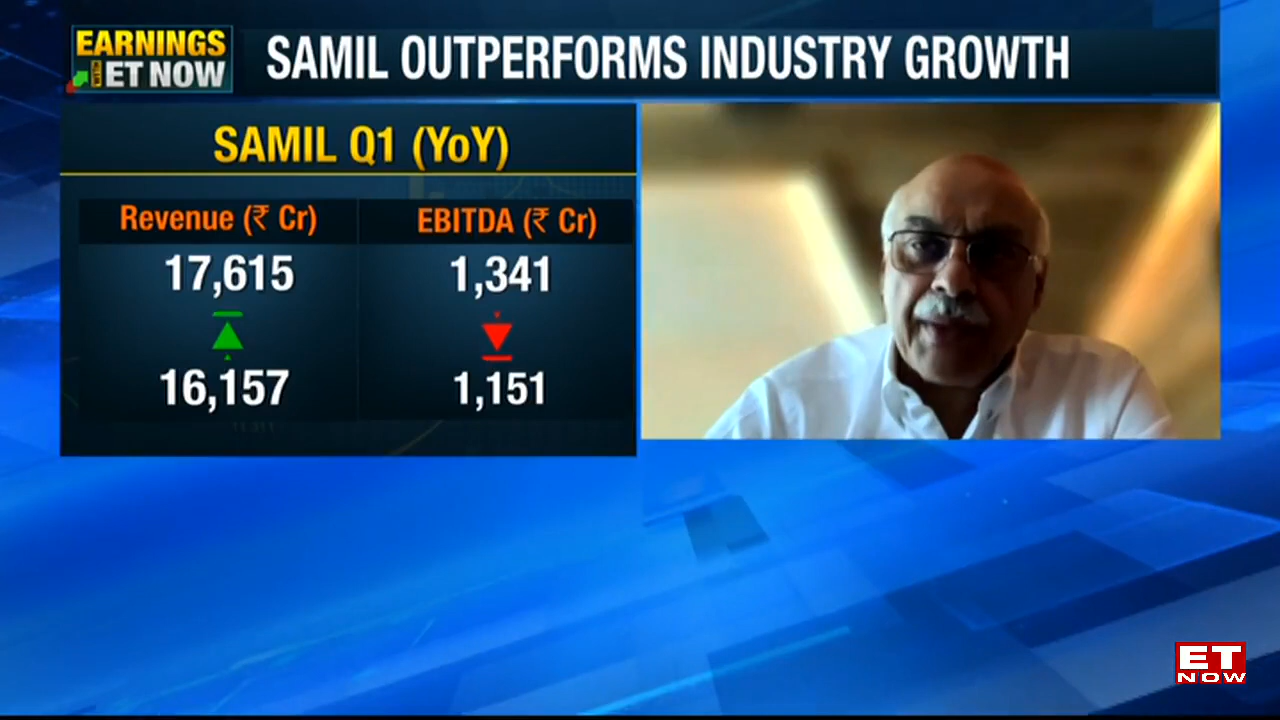 EARNINGS
WITH
ET NOW
SAMIL OUTPERFORMS INDUSTRY GROWTH
SAMIL Q1 (YoY)
Revenue (₹ Cr)
EBITDA (₹ Cr)
17,615
1,341
16,157
1,151
ET
NOW